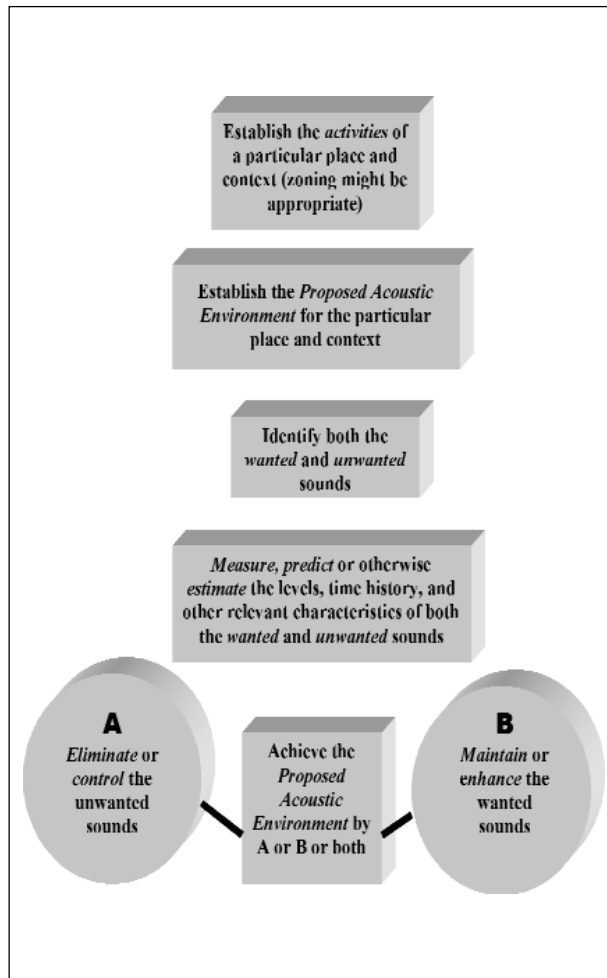 Establish the activities of
a particular place and
context (zoning might be
appropriate)
Establish the Proposed Acoustic
Environment for the particular
place and context
Identify both the
wanted and unwanted
sounds
Measure, predict or otherwise
estimate the levels, time history, and
other relevant characteristics of both
the wanted and unwanted sounds
A
Eliminate or
control the
unwanted
sounds
Achieve the
Proposed
Acoustic
Environment by
A or B or both
B
Maintain or
enhance the
wanted
sounds